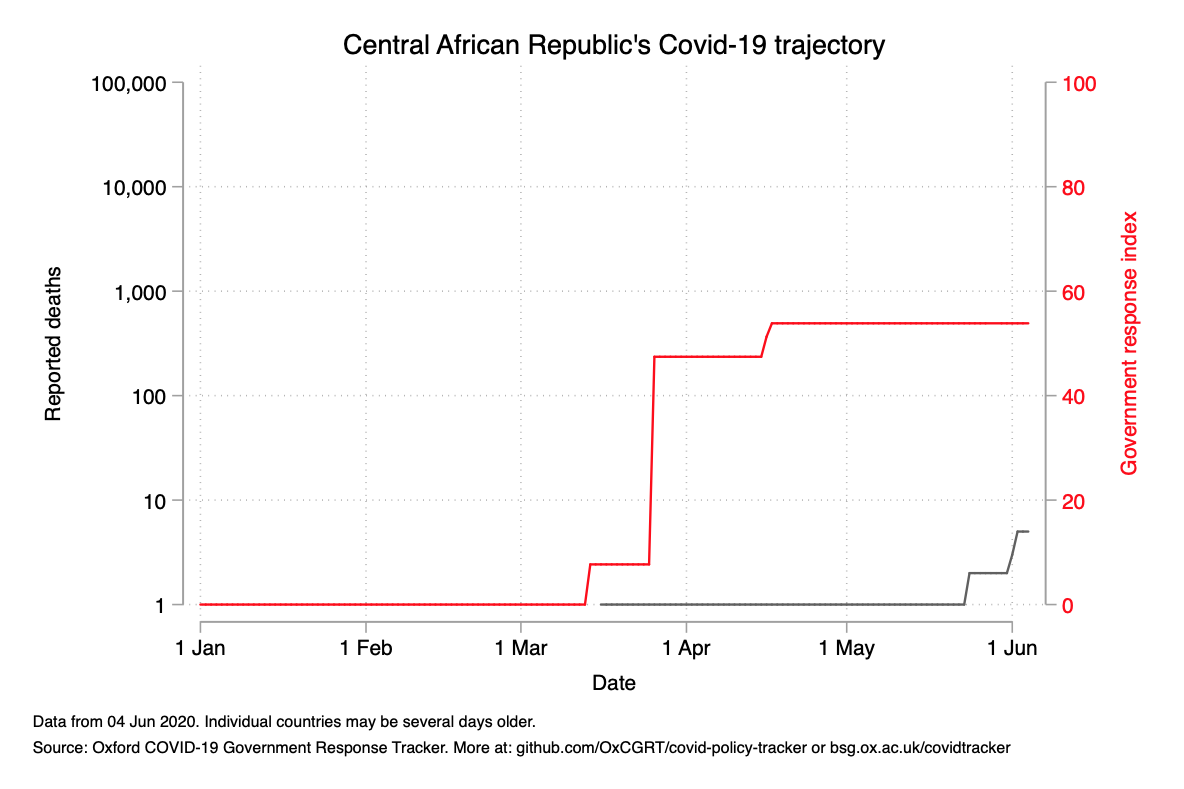 Central African Republic's Covid-19 trajectory
100,000
10,000
1,000
100
10
1
Reported deaths
100
80
60
40
20
0
Government response index
1 Jan
1 Feb
1 Mar
1 Apr
1 May
1 Jun
Date
Data from 04 Jun 2020. Individual countries may be several days older.
Source: Oxford COVID-19 Government Response Tracker. More at: github.com/OxCGRT/covid-policy-tracker or bsg.ox.ac.uk/covidtracker